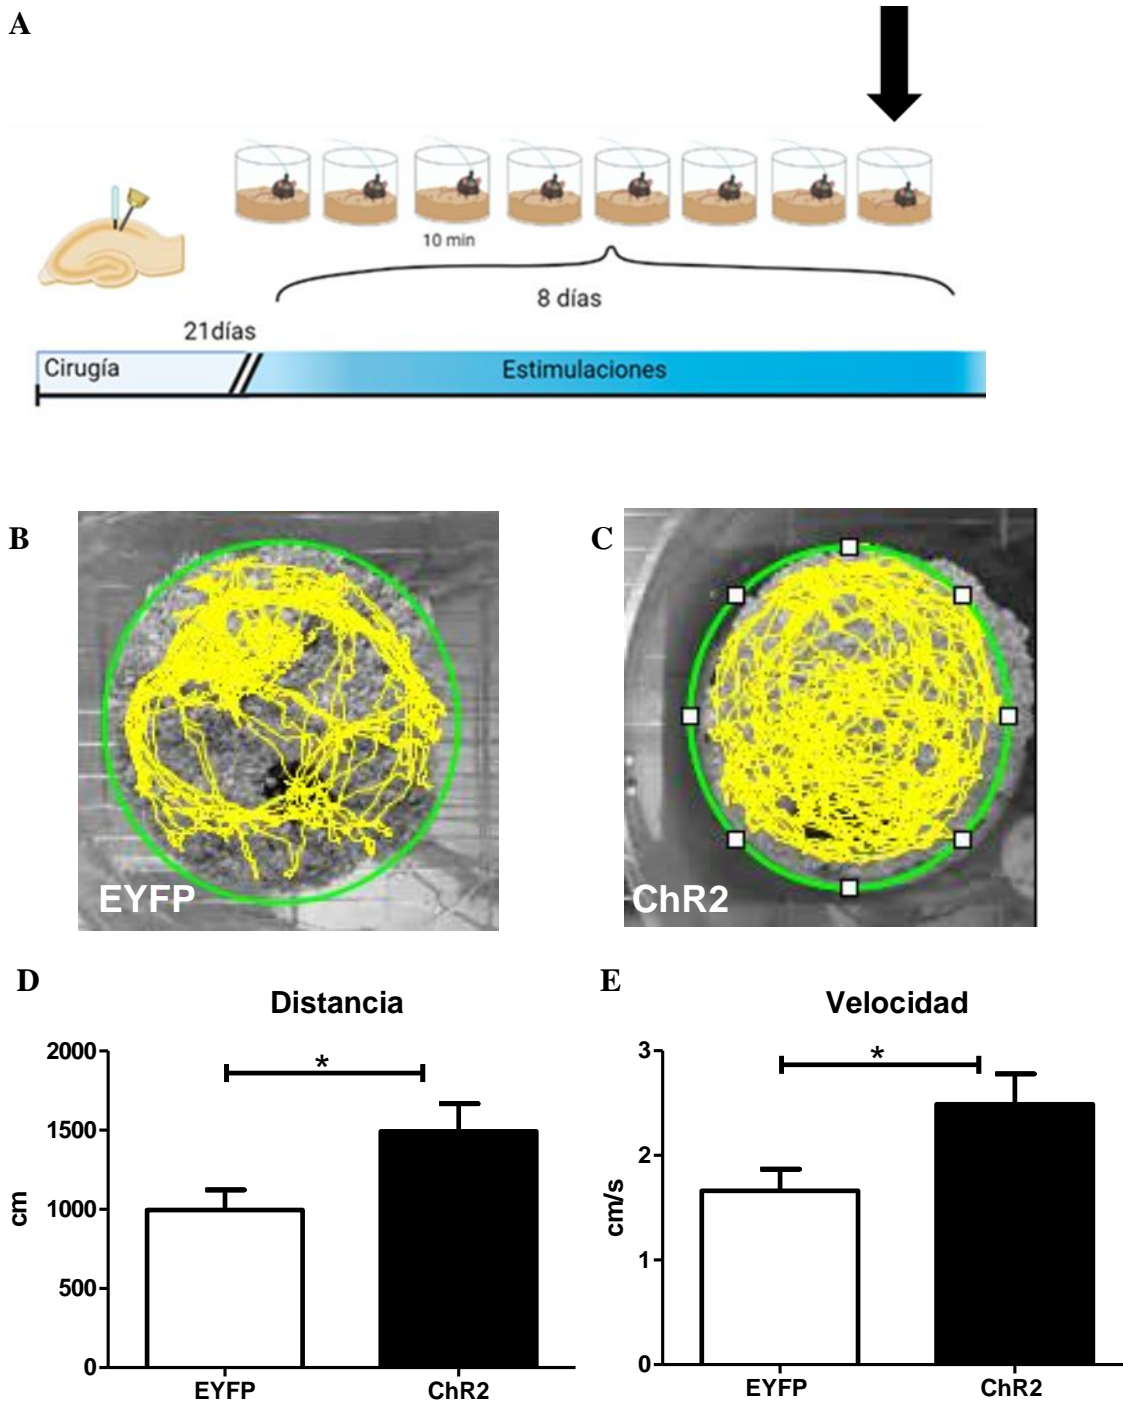 A
10 min
8 días
21días
Cirugía
Estimulaciones
B
C
EYFP
ChR2
D
E
Distancia
Velocidad
2000
1500
1000
500
0
cm
*
EYFP
ChR2
3
2
1
0
cm/s
*
EYFP
ChR2